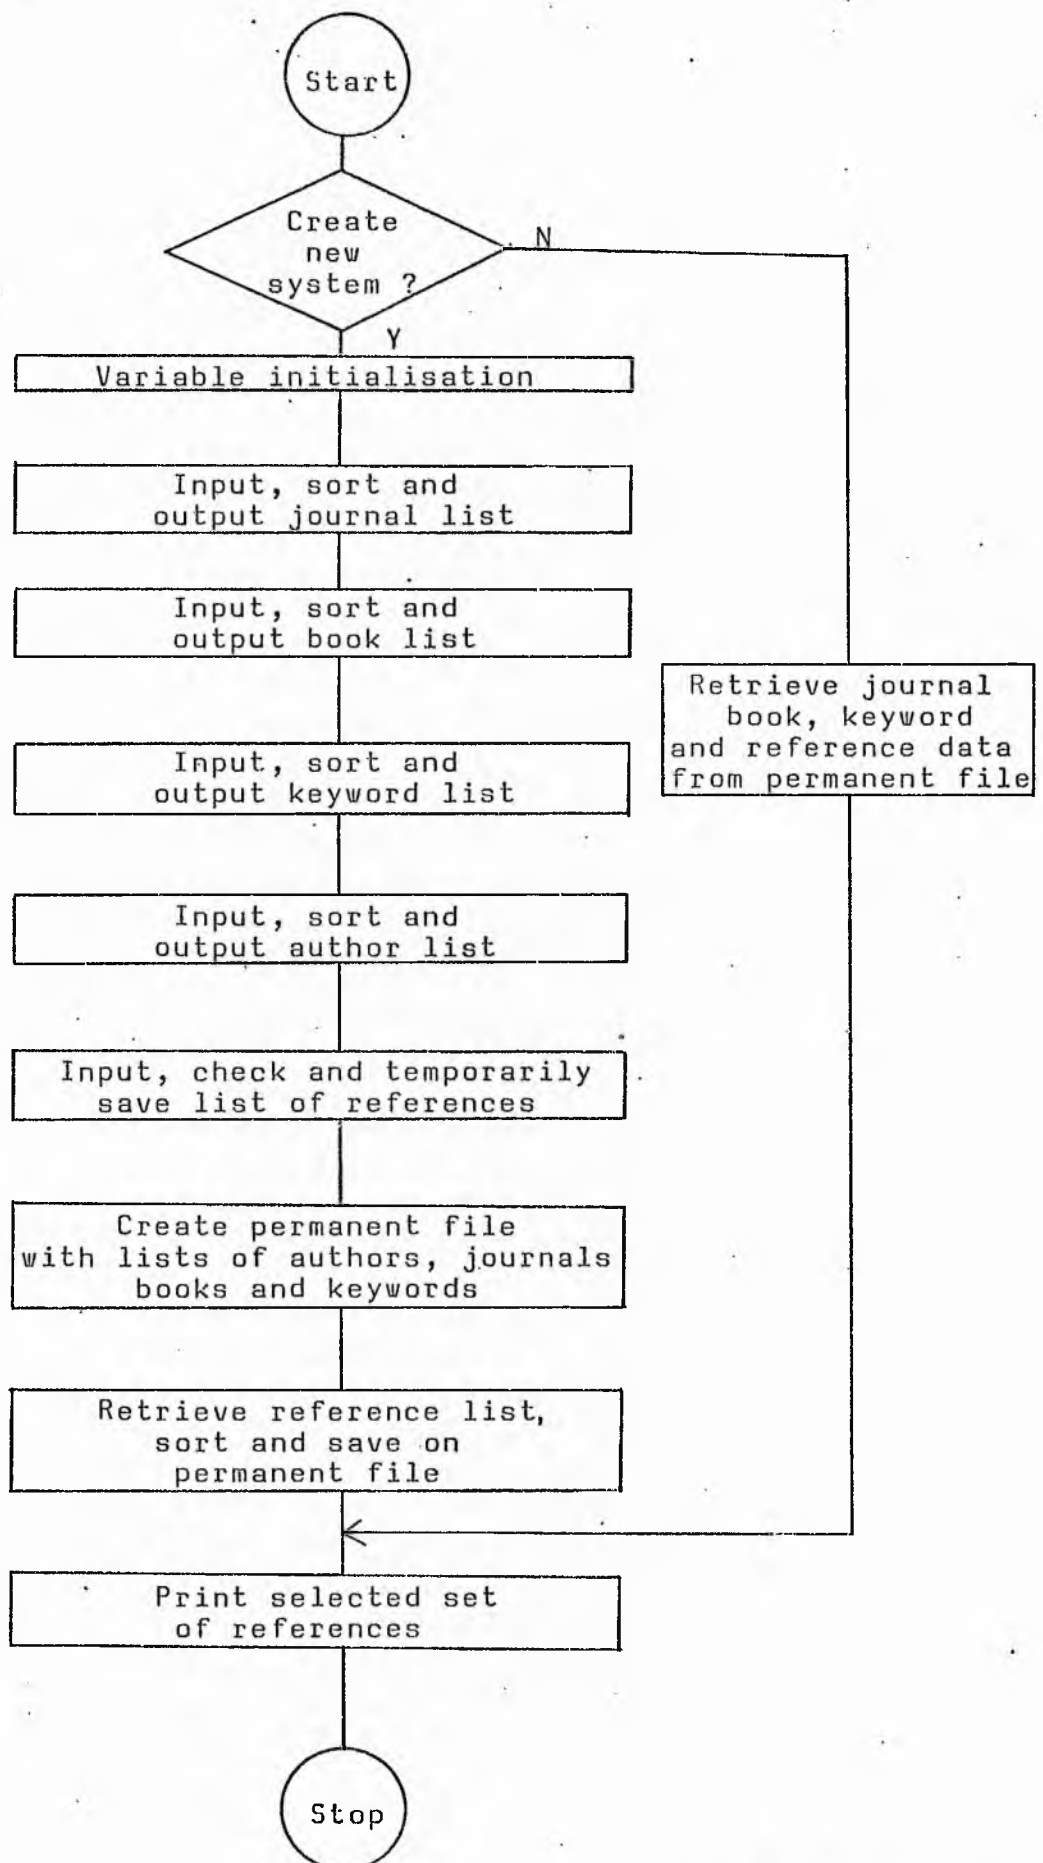 Start
Create
new
system ?
N
Y
Variable initialisation
Input, sort and
output journal list
Input, sort and
output book list
Retrieve journal
book, keyword
and reference data
from permanent file
Input, sort and
output keyword list
Input, sort and
output author list
Input, check and temporarily
save list of references
Create permanent file
with lists of authors, journals
books and keywords
Retrieve reference list,
sort and save on
permanent file
Print selected set
of references
Stop